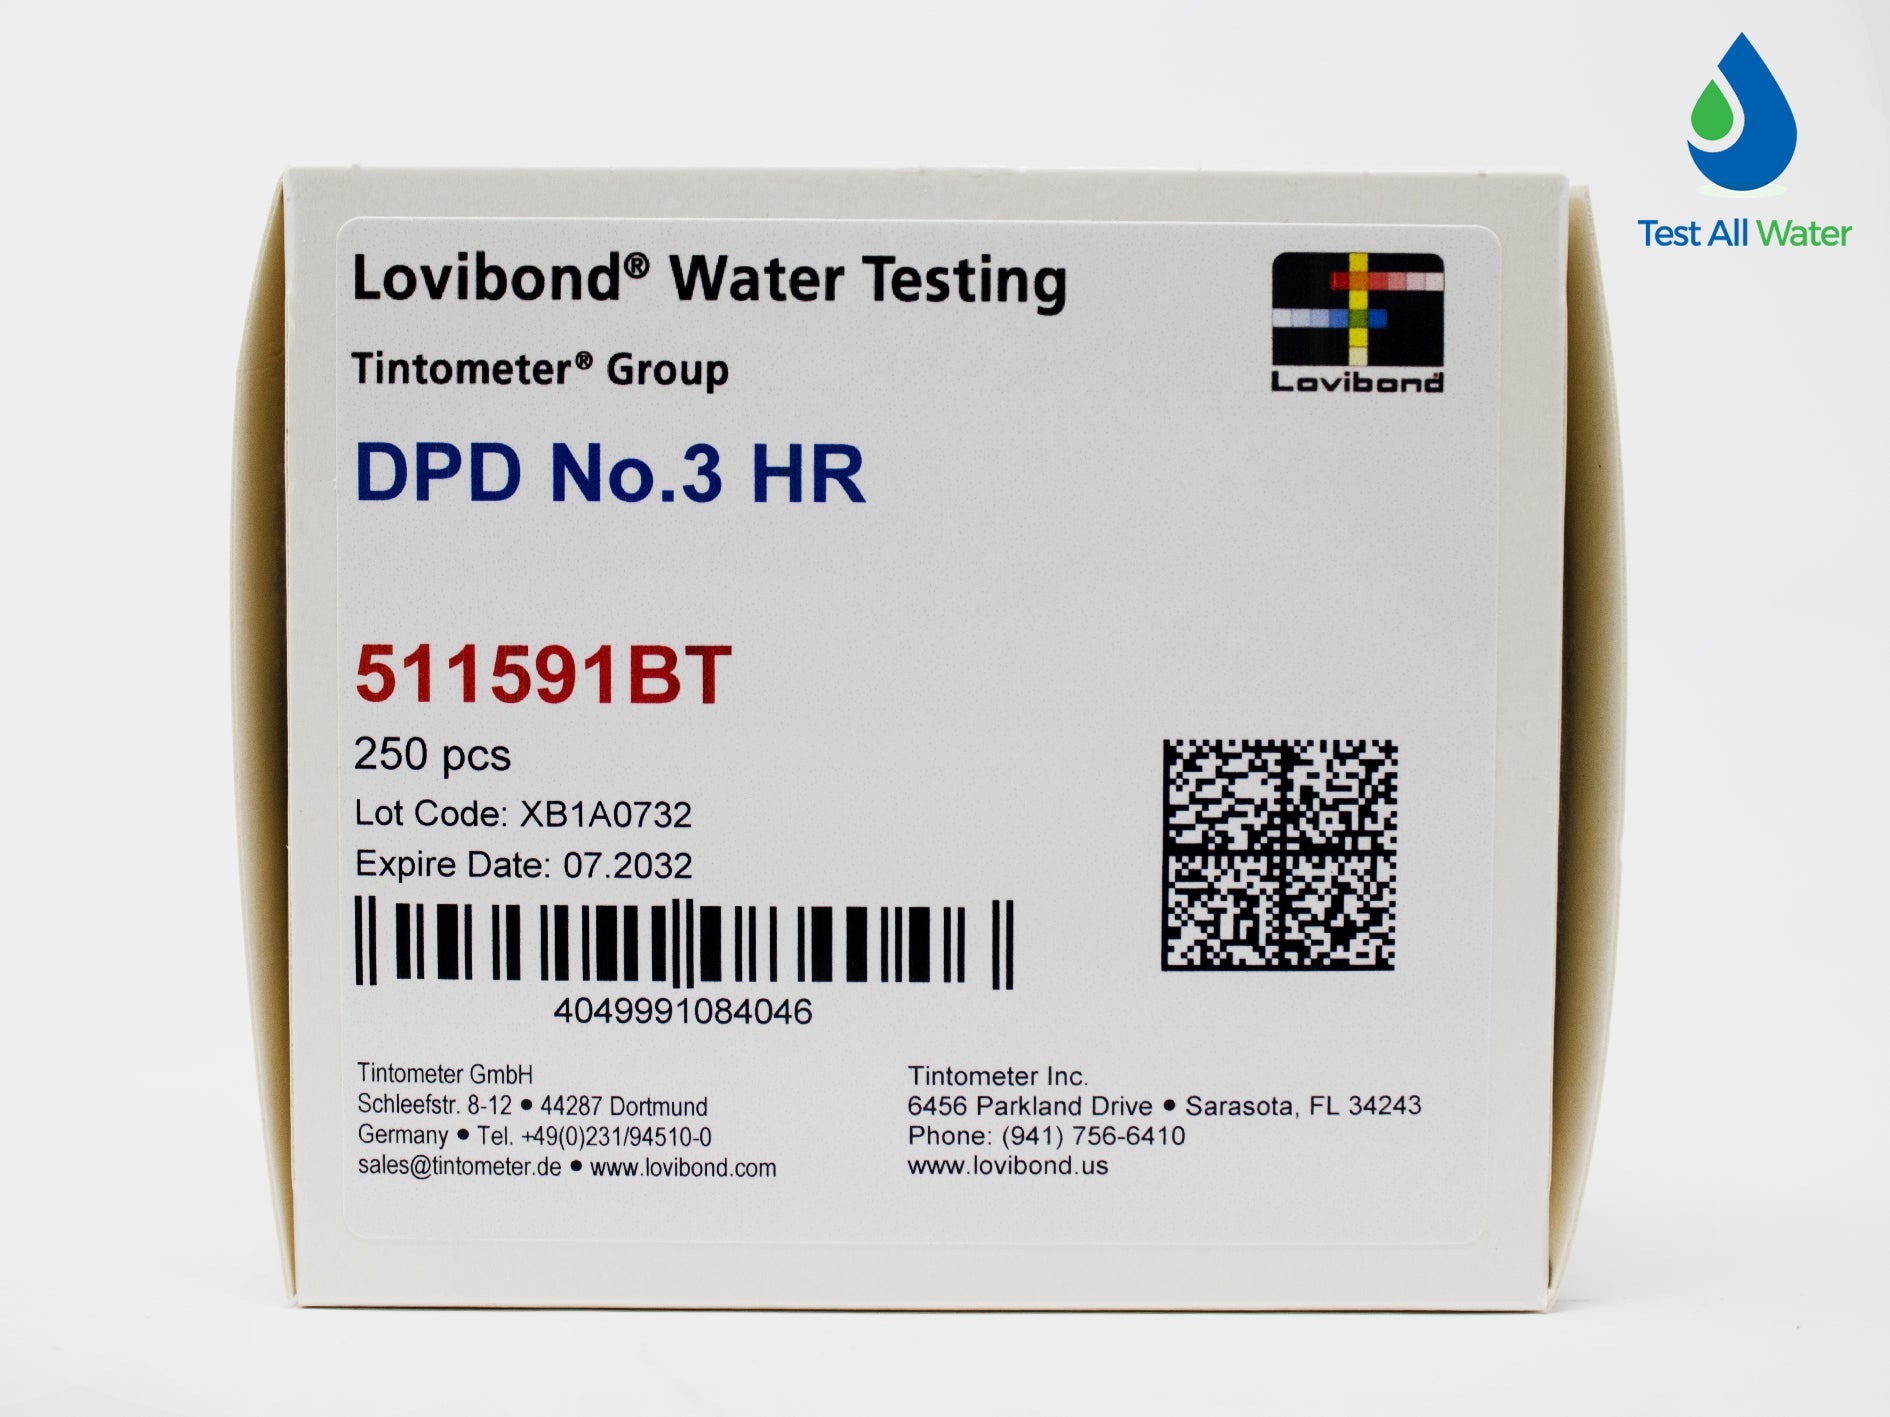 Test All Water
Lovibond® Water Testing
Lovibond
Tintometer® Group
DPD No.3 HR
511591BT
250 pcs
Lot Code: XB1A0732
Expire Date: 07.2032
4049991084046
Tintometer GmbH
Schleefstr. 8-12 • 44287 Dortmund
Germany • Tel. +49(0)231/94510-0
sales@tintometer.de • www.lovibond.com
Tintometer Inc.
6456 Parkland Drive • Sarasota, FL 34243
Phone: (941) 756-6410
www.lovibond.us